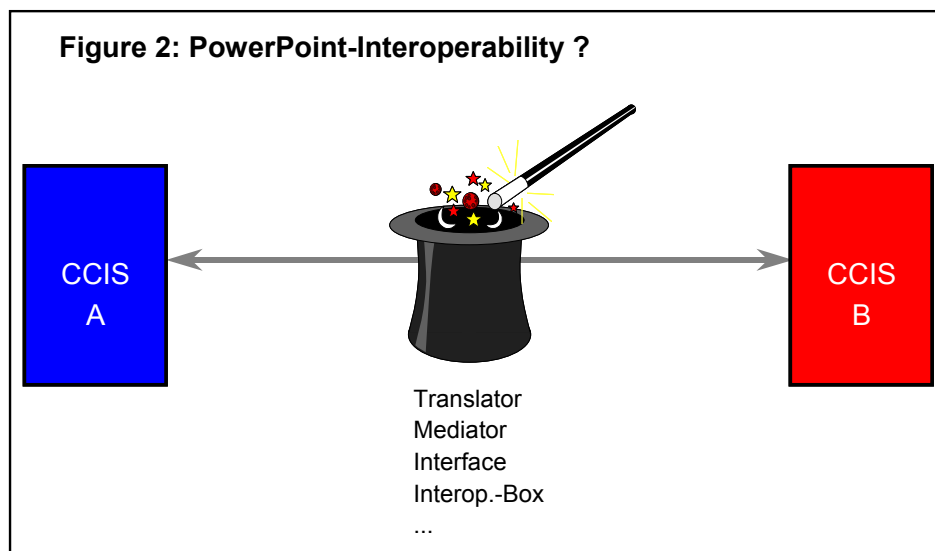 Figure 2: PowerPoint-Interoperability ?
CCIS
A
CCIS
B
Translator
Mediator
Interface
Interop.-Box
...